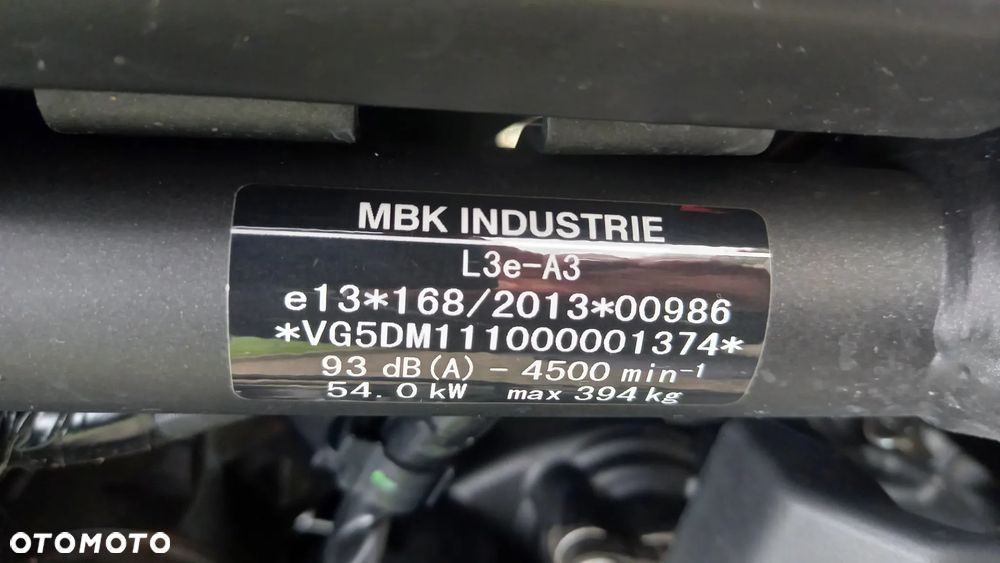 MBK INDUSTRIE
L3e-A3
e13*168/2013*00986
*VG5DM111000001374*
93 dB(A) - 4500 min-1
54.0 kW max 394 kg
OTOMOTO